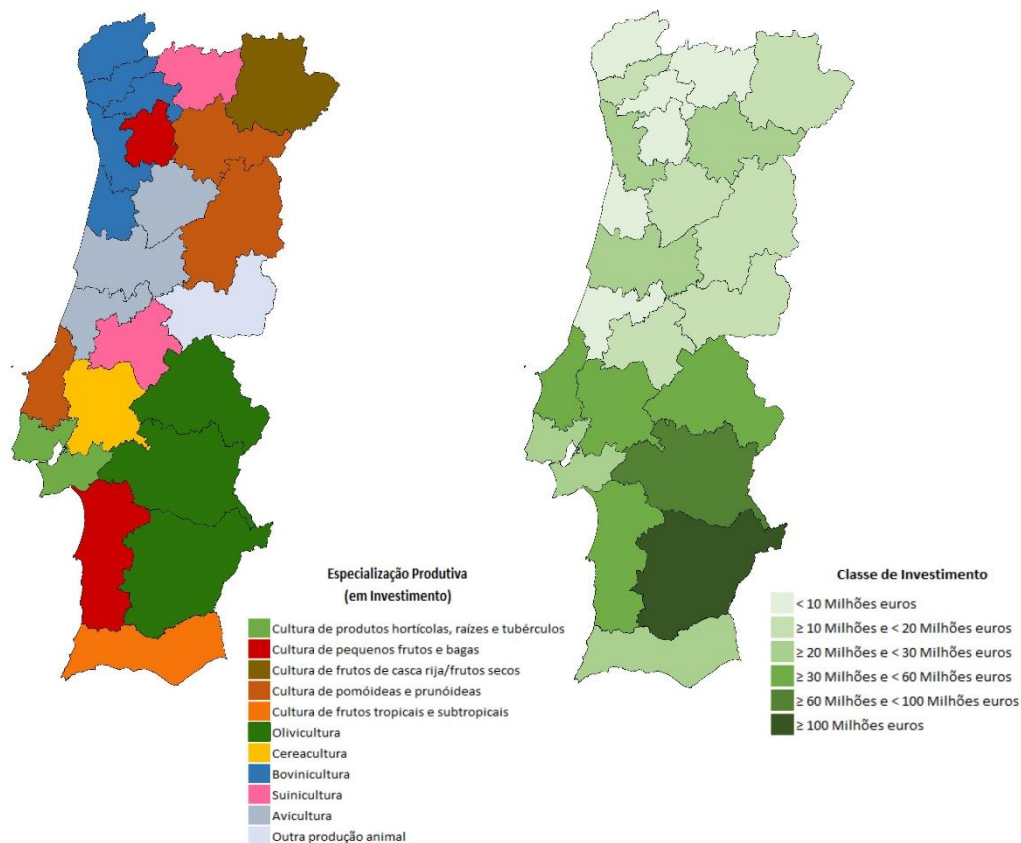 Especialização Produtiva
(em Investimento)
Cultura de produtos hortícolas, raízes e tubérculos
Cultura de pequenos frutos e bagas
Cultura de frutos de casca rija/frutos secos
Cultura de pomóideas e prunóideas
Cultura de frutos tropicais e subtropicais
Olivicultura
Cereacultura
Bovinicultura
Suinicultura
Avicultura
Outra produção animal
Classe de Investimento
< 10 Milhões euros
≥ 10 Milhões e < 20 Milhões euros
≥ 20 Milhões e < 30 Milhões euros
≥ 30 Milhões e < 60 Milhões euros
≥ 60 Milhões e < 100 Milhões euros
≥ 100 Milhões euros